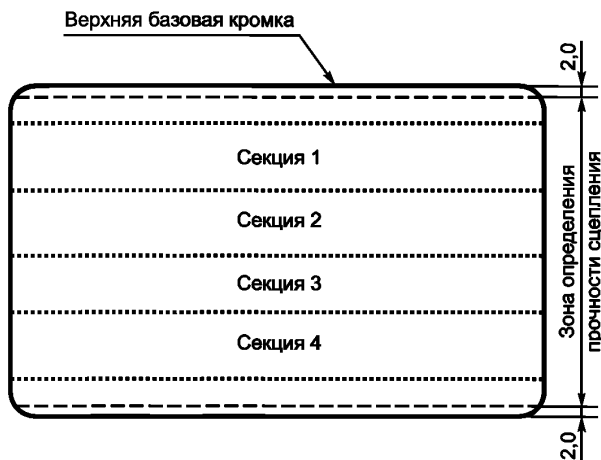 Верхняя базовая кромка
2,0
Секция 1
Секция 2
Секция 3
Секция 4
Зона определения
прочности сцепления
2,0